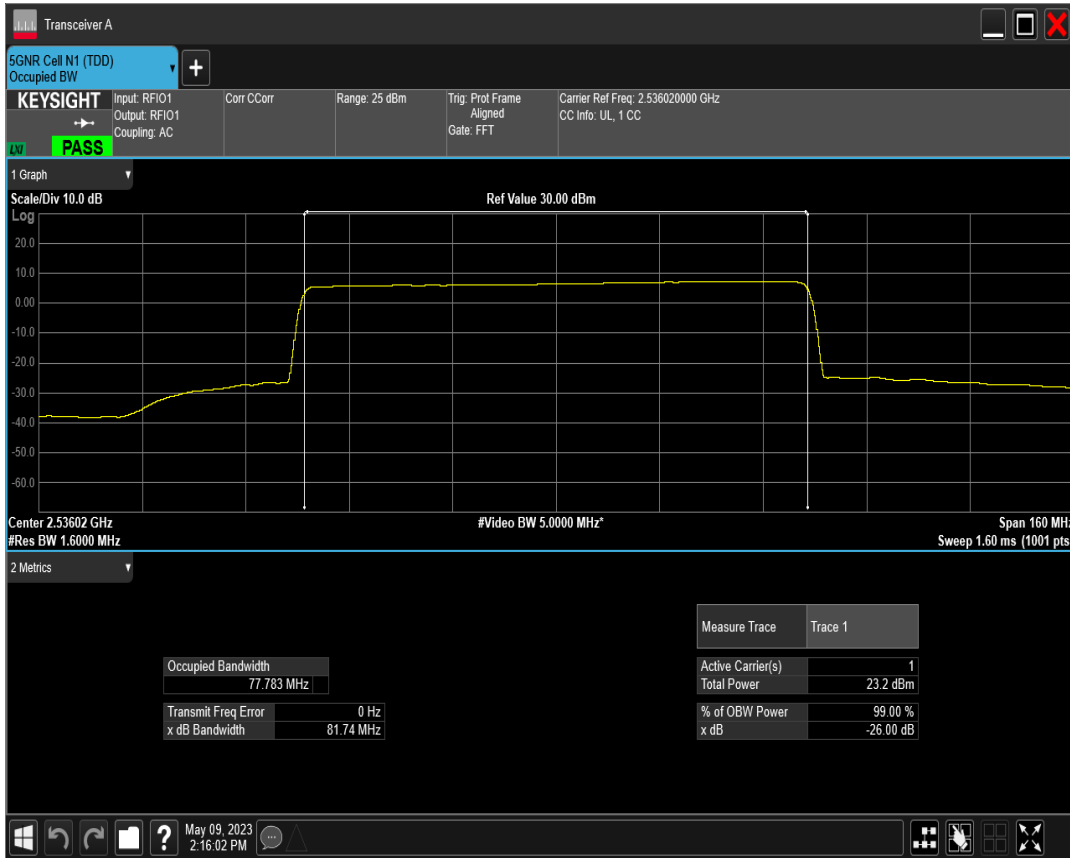 Transceiver A
5GNR Cell N1 (TDD)
Occupied BW
+
KEYSIGHT
LXI
PASS
Input: RFIO1
Output: RFIO1
Coupling: AC
Corr CCorr
Range: 25 dBm
Trig: Prot Frame
Aligned
Gate: FFT
Carrier Ref Freq: 2.536020000 GHz
CC Info: UL, 1 CC
1 Graph
Scale/Div 10.0 dB
Ref Value 30.00 dBm
Log
20.0
10.0
0.00
-10.0
-20.0
-30.0
-40.0
-50.0
-60.0
Center 2.53602 GHz
#Video BW 5.0000 MHz*
Span 160 MHz
#Res BW 1.6000 MHz
Sweep 1.60 ms (1001 pts
2 Metrics
Measure Trace Trace 1
Occupied Bandwidth
77.783 MHz
Active Carrier(s) 1
Total Power 23.2 dBm
Transmit Freq Error 0 Hz
x dB Bandwidth 81.74 MHz
% of OBW Power 99.00 %
x dB -26.00 dB
?
May 09, 2023
2:16:02 PM